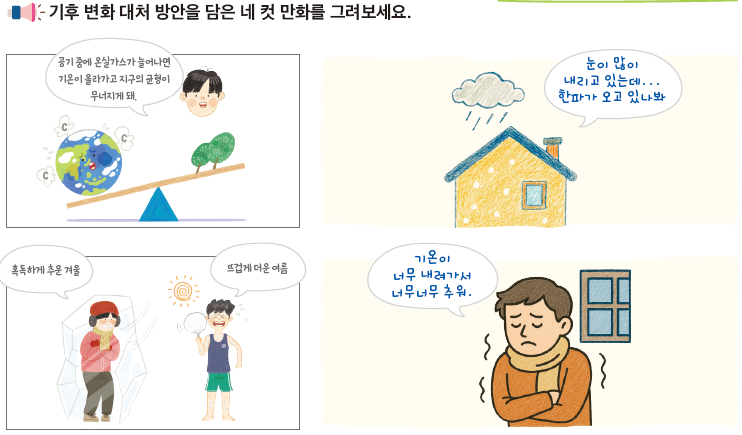 기후 변화 대처 방안을 담은 네 컷 만화를 그려보세요.
공기 중에 온실가스가 늘어나면
기온이 올라가고 지구의 균형이
무너지게 돼.
C
C
C
눈이 많이
내리고 있는데...
한파가 오고 있나봐
혹독하게 추운 겨울
뜨겁게 더운 여름
기온이
너무 내려가서
너무너무 추워.